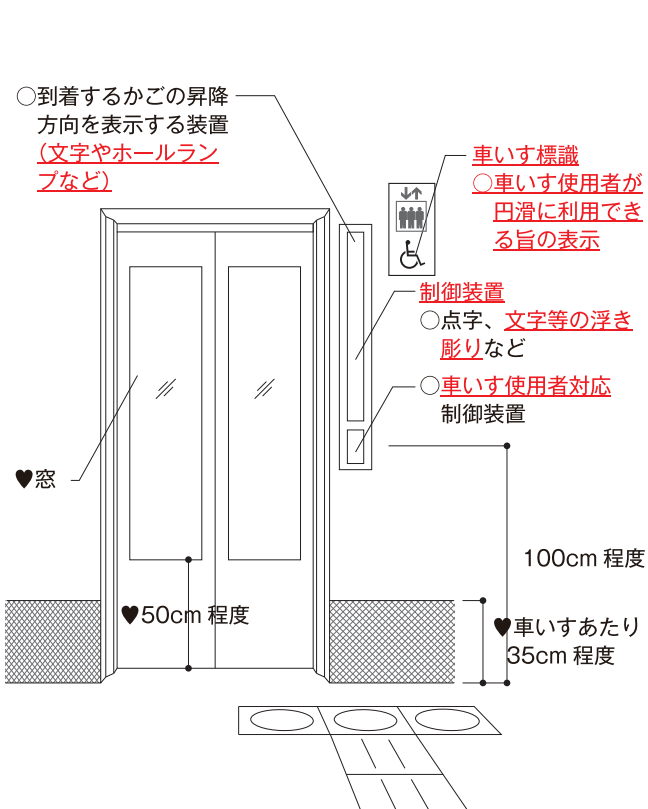 ○到着するかごの昇降
方向を表示する装置
（文字やホールラン
プなど）
車いす標識
○車いす使用者が
円滑に利用でき
る旨の表示
制御装置
○点字、文字等の浮き
彫りなど
○車いす使用者対応
制御装置
♥窓
100cm 程度
♥50cm 程度
♥車いすあたり
35cm 程度